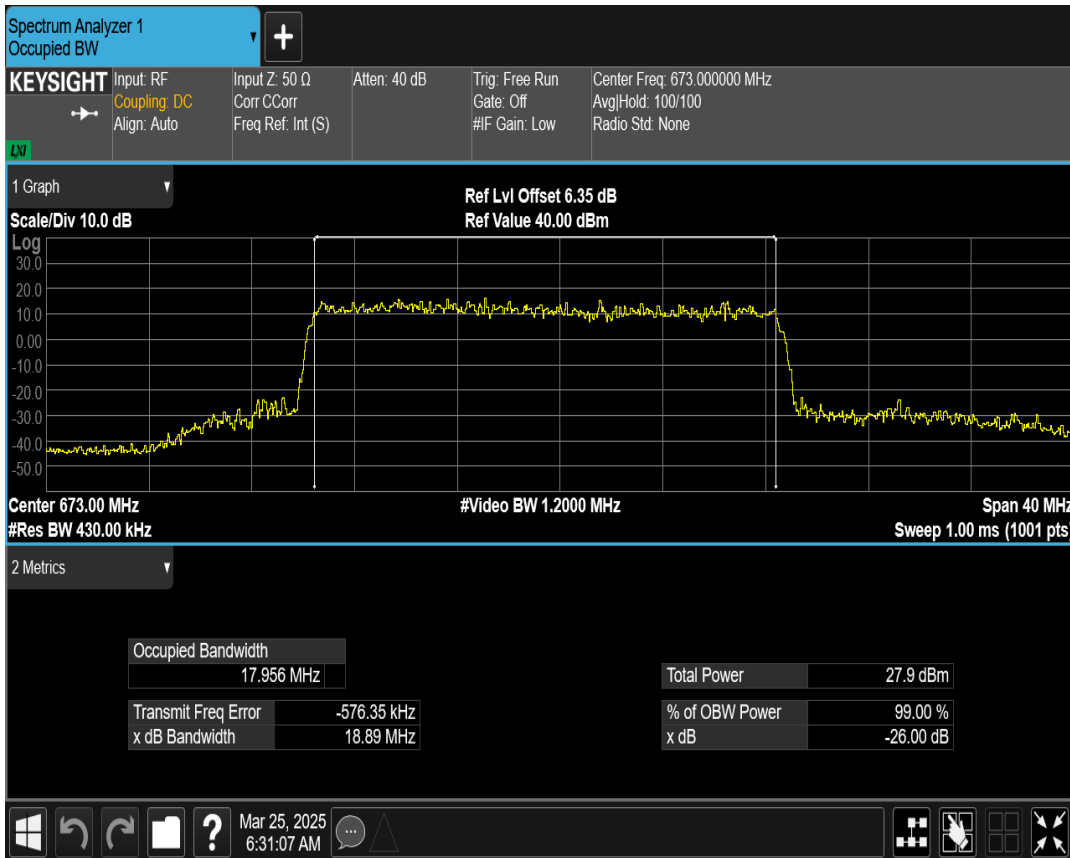 Spectrum Analyzer 1
Occupied BW
KEYSIGHT
LXI
Input: RF
Coupling: DC
Align: Auto
Input Z: 50 Ω
Corr CCorr
Freq Ref: Int (S)
Atten: 40 dB
Trig: Free Run
Gate: Off
#IF Gain: Low
Center Freq: 673.000000 MHz
Avg|Hold: 100/100
Radio Std: None
1 Graph
Scale/Div 10.0 dB
Ref Lvl Offset 6.35 dB
Ref Value 40.00 dBm
Log
30.0
20.0
10.0
0.00
-10.0
-20.0
-30.0
-40.0
-50.0
Center 673.00 MHz
#Video BW 1.2000 MHz
Span 40 MHz
#Res BW 430.00 kHz
Sweep 1.00 ms (1001 pts)
2 Metrics
Occupied Bandwidth
17.956 MHz
Total Power 27.9 dBm
Transmit Freq Error -576.35 kHz
% of OBW Power 99.00 %
x dB Bandwidth 18.89 MHz
x dB -26.00 dB
?
Mar 25, 2025
6:31:07 AM